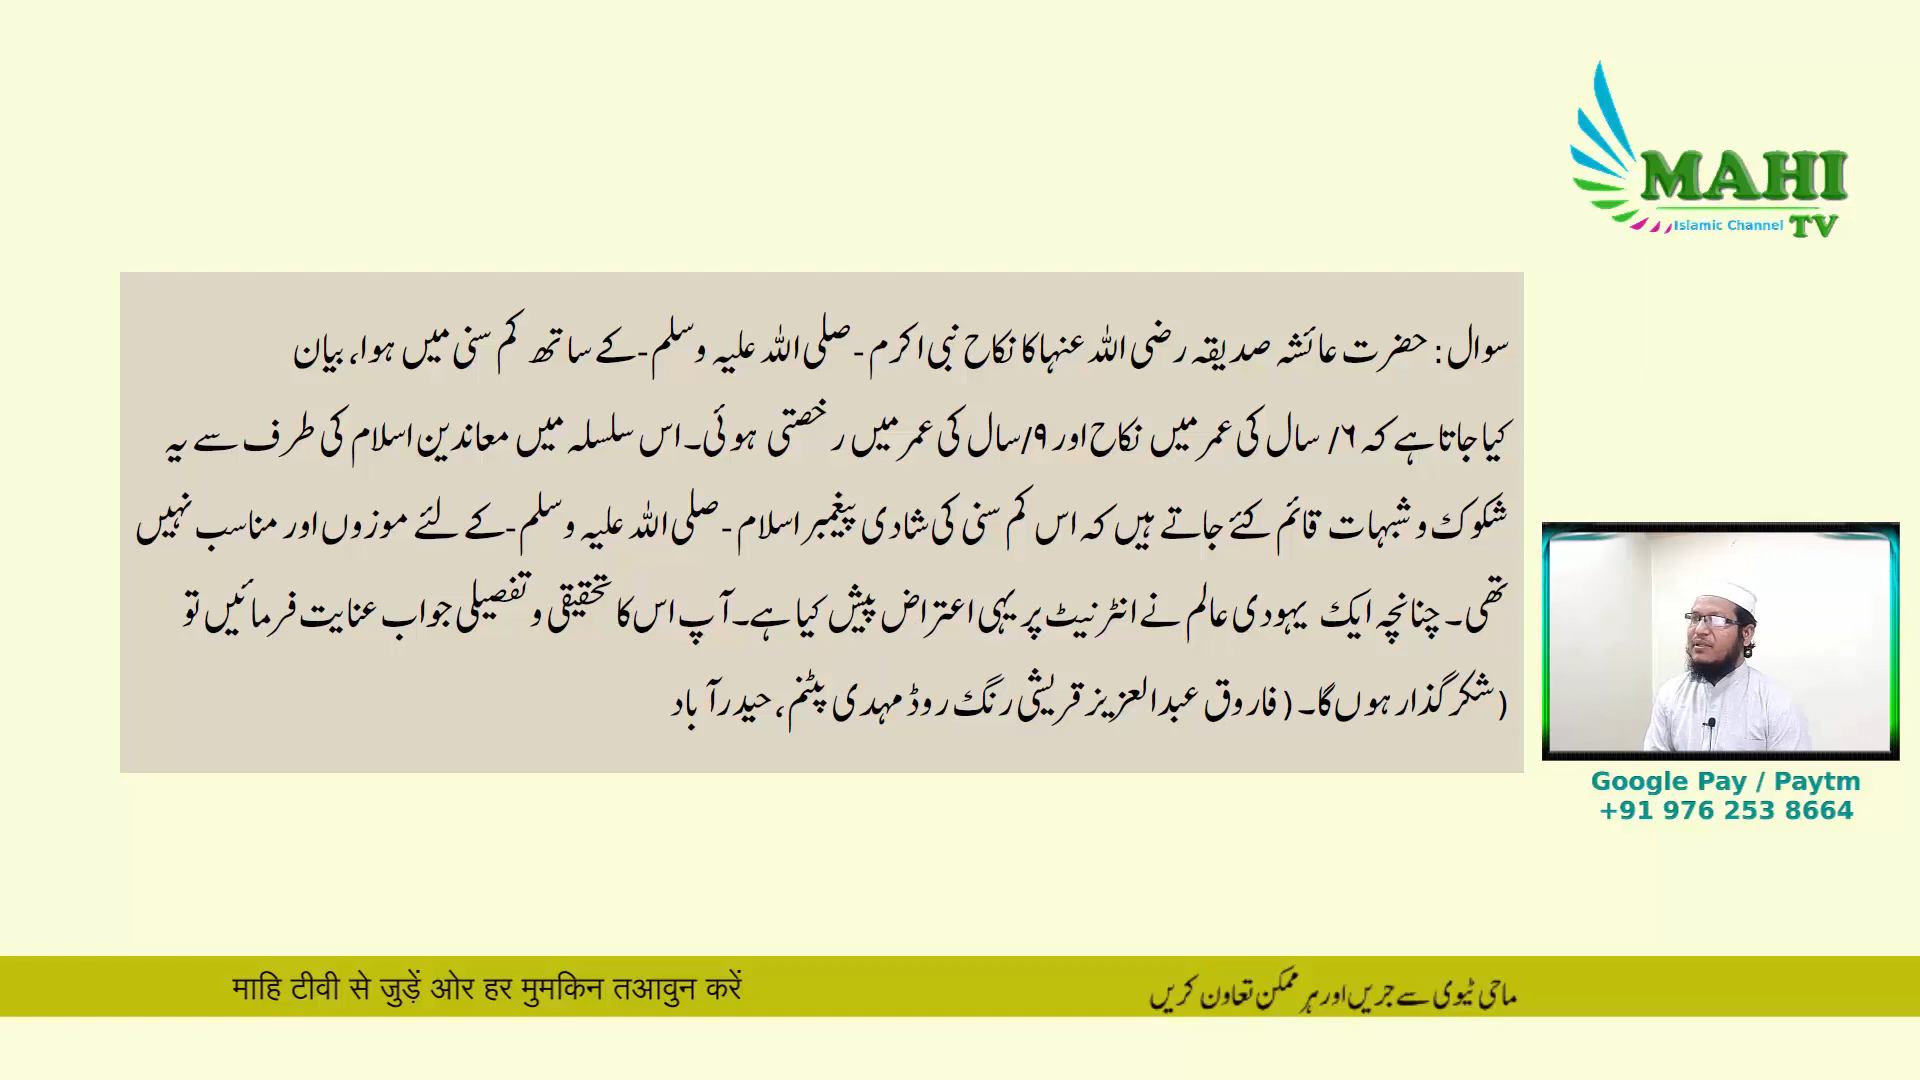 MAHI
Islamic Channel TV
سوال: حضرت عائشہ صدیقہ رضی اللہ عنہا کا نکاح نبی اکرم -صلی اللہ علیہ وسلم- کے ساتھ کم سنی میں ہوا، بیان
کیا جاتا ہے کہ ۶/ سال کی عمر میں نکاح اور ۹/سال کی عمر میں رخصتی ہوئی۔ اس سلسلہ میں معاندین اسلام کی طرف سے یہ
شکوک و شبہات قائم کئے جاتے ہیں کہ اس کم سنی کی شادی پیغمبر اسلام -صلی اللہ علیہ وسلم- کے لئے موزوں اور مناسب نہیں
تھی۔ چنانچہ ایک یہودی عالم نے انٹرنیٹ پر یہی اعتراض پیش کیا ہے۔ آپ اس کا تحقیقی و تفصیلی جواب عنایت فرمائیں تو
(شکر گذار ہوں گا۔ ( فاروق عبدالعزیز قریشی رنگ روڈ مہدی پٹنم، حیدرآباد
Google Pay / Paytm
+91 976 253 8664
माहि टीवी से जुड़ें ओर हर मुमकिन तआवुन करें
ماحی ٹیوی سے جریں اور ہر ممکن تعاون کریں